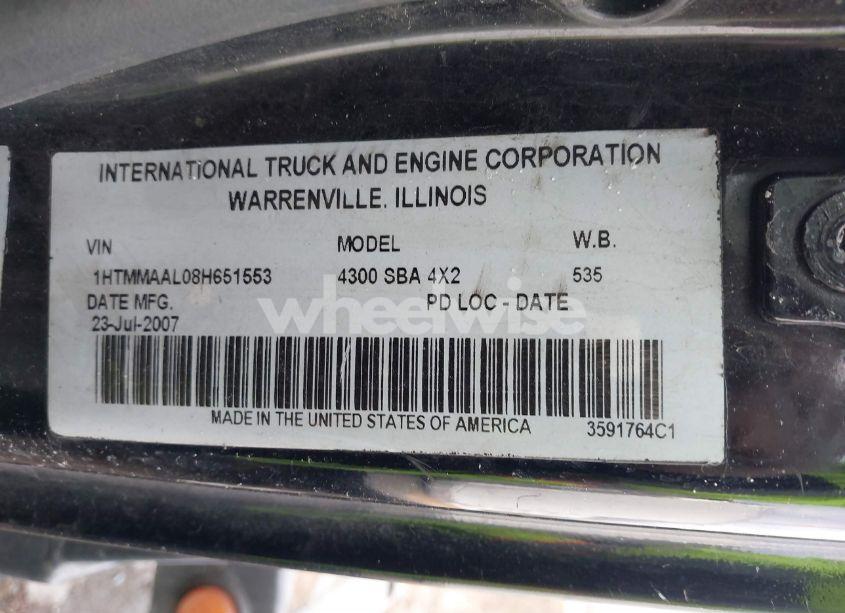 INTERNATIONAL TRUCK AND ENGINE CORPORATION
WARRENVILLE, ILLINOIS
VIN MODEL W.B.
1HTMMAAL08H651553 4300 SBA 4X2 535
DATE MFG. PD LOC - DATE
23-Jul-2007
wheelwise
MADE IN THE UNITED STATES OF AMERICA 3591764C1